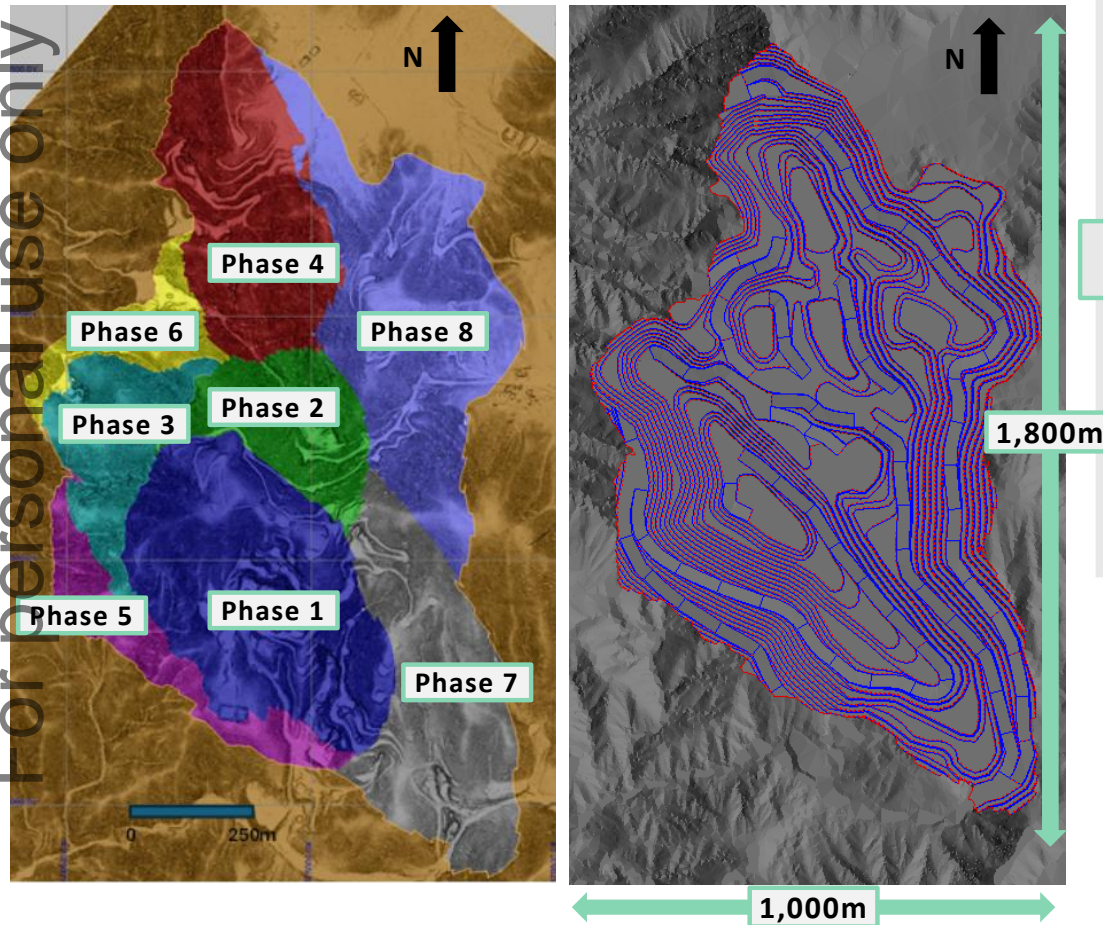 For personal use only
N
N
Phase 4
Phase 6
Phase 8
Phase 2
Phase 3
1,800m
Phase 1
Phase 5
Phase 7
0
250m
1,000m